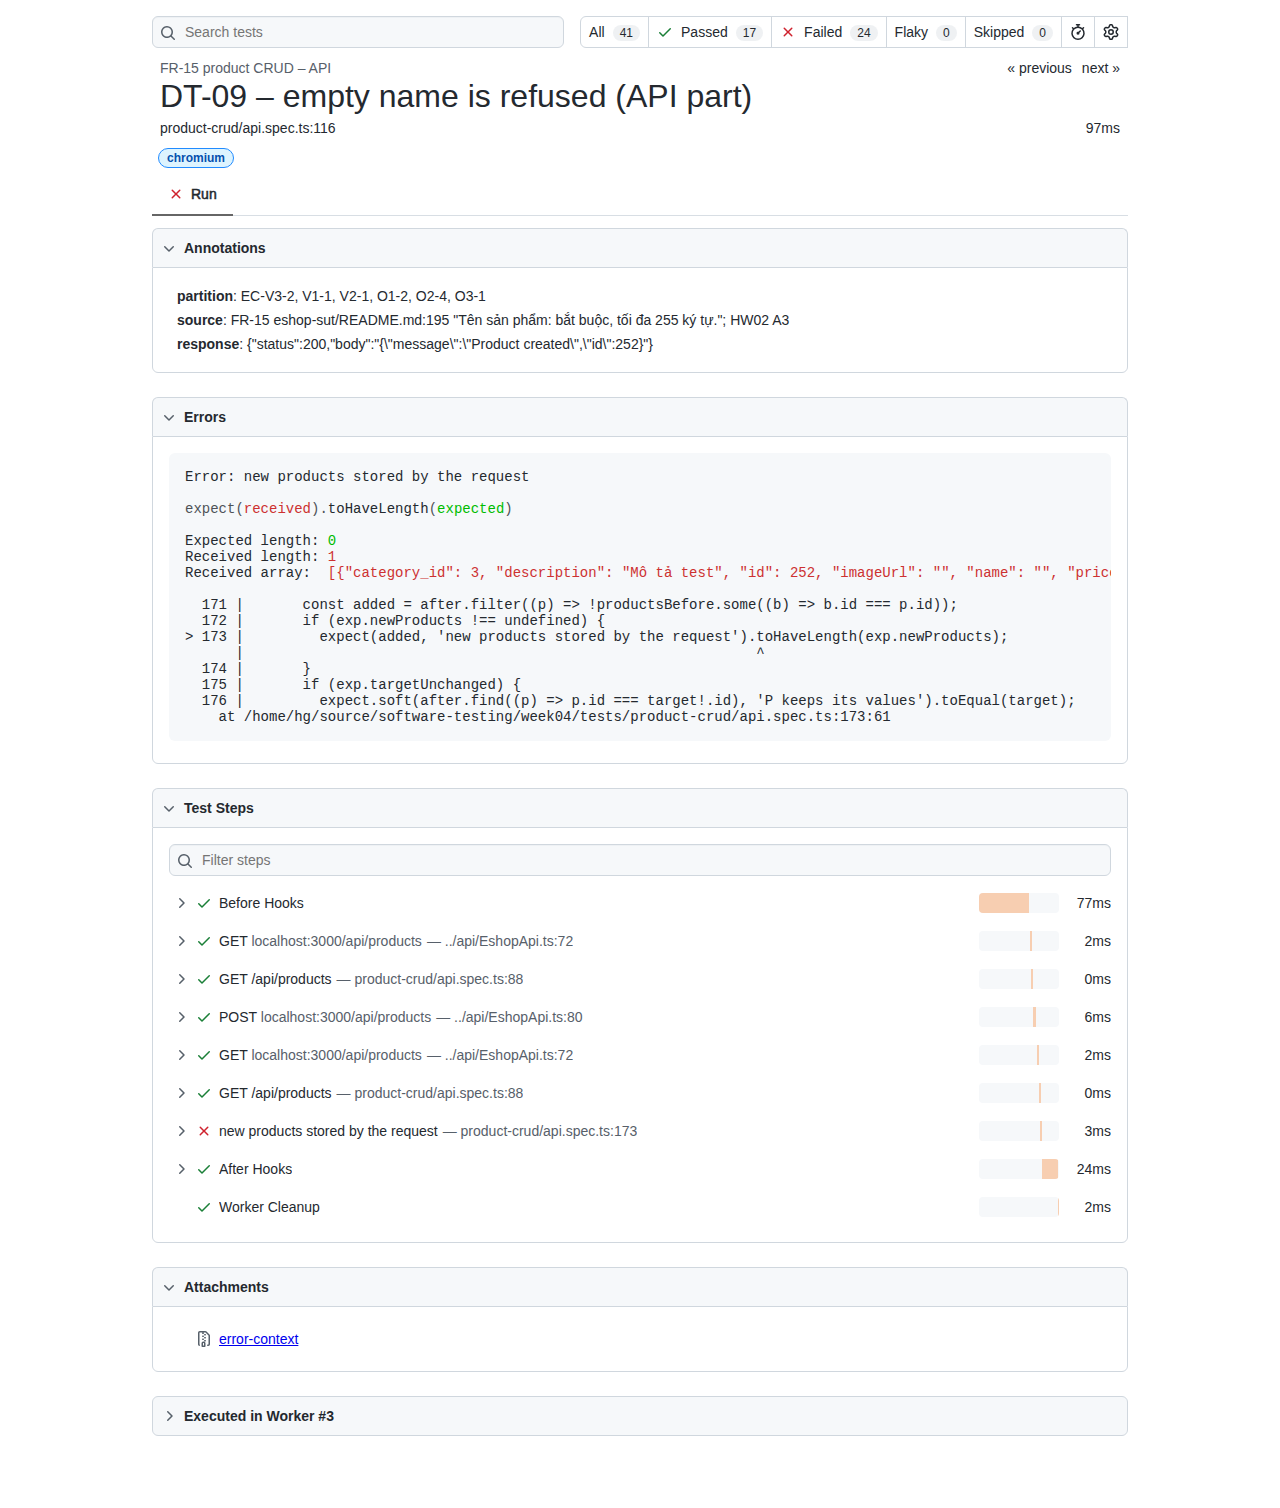 Search tests
All 41 Passed 17 Failed 24 Flaky 0 Skipped 0
FR-15 product CRUD – API
« previous next »
DT-09 – empty name is refused (API part)
product-crud/api.spec.ts:116
97ms
chromium
Run
Annotations
partition: EC-V3-2, V1-1, V2-1, O1-2, O2-4, O3-1
source: FR-15 eshop-sut/README.md:195 "Tên sản phẩm: bắt buộc, tối đa 255 ký tự."; HW02 A3
response: {"status":200,"body":"{\"message\":\"Product created\",\"id\":252}"}
Errors
Error: new products stored by the request
expect(received).toHaveLength(expected)
Expected length: 0
Received length: 1
Received array: [{"category_id": 3, "description": "Mô tả test", "id": 252, "imageUrl": "", "name": "", "price
171 | const added = after.filter((p) => !productsBefore.some((b) => b.id === p.id));
172 | if (exp.newProducts !== undefined) {
> 173 | expect(added, 'new products stored by the request').toHaveLength(exp.newProducts);
| ^
174 | }
175 | if (exp.targetUnchanged) {
176 | expect.soft(after.find((p) => p.id === target!.id), 'P keeps its values').toEqual(target);
at /home/hg/source/software-testing/week04/tests/product-crud/api.spec.ts:173:61
Test Steps
Filter steps
Before Hooks 77ms
GET localhost:3000/api/products — ../api/EshopApi.ts:72 2ms
GET /api/products — product-crud/api.spec.ts:88 0ms
POST localhost:3000/api/products — ../api/EshopApi.ts:80 6ms
GET localhost:3000/api/products — ../api/EshopApi.ts:72 2ms
GET /api/products — product-crud/api.spec.ts:88 0ms
new products stored by the request — product-crud/api.spec.ts:173 3ms
After Hooks 24ms
Worker Cleanup 2ms
Attachments
error-context
Executed in Worker #3